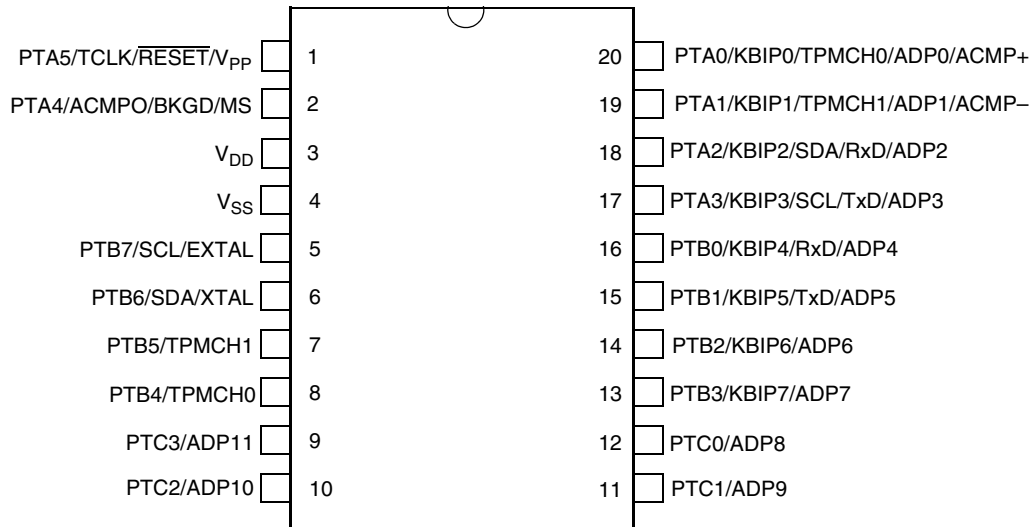 PTA5/TCLK/RESET/VPP 1 20 PTA0/KBIP0/TPMCH0/ADP0/ACMP+
PTA4/ACMPO/BKGD/MS 2 19 PTA1/KBIP1/TPMCH1/ADP1/ACMP–
VDD 3 18 PTA2/KBIP2/SDA/RxD/ADP2
VSS 4 17 PTA3/KBIP3/SCL/TxD/ADP3
PTB7/SCL/EXTAL 5 16 PTB0/KBIP4/RxD/ADP4
PTB6/SDA/XTAL 6 15 PTB1/KBIP5/TxD/ADP5
PTB5/TPMCH1 7 14 PTB2/KBIP6/ADP6
PTB4/TPMCH0 8 13 PTB3/KBIP7/ADP7
PTC3/ADP11 9 12 PTC0/ADP8
PTC2/ADP10 10 11 PTC1/ADP9